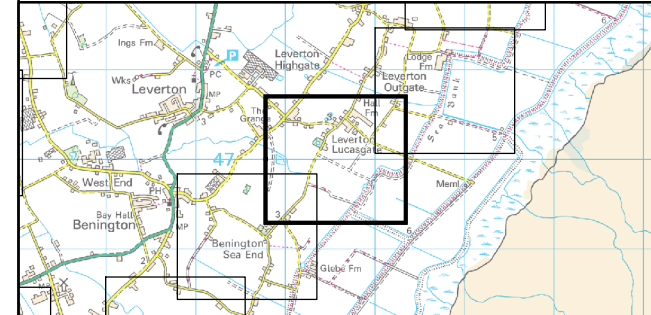 Ings Fm
Leverton
Highgate
P
Lodge
Fm
Wks
PC
Leverton
MP
Leverton
Outgate
The
Grange
3
Hall
Fm
Sea Bank
3
47
Leverton
Lucasgate
West End
PH
Meml
Bay Hall
Benington
MP
3
6
Benington
Sea End
2
Glebe Fm
MP
6